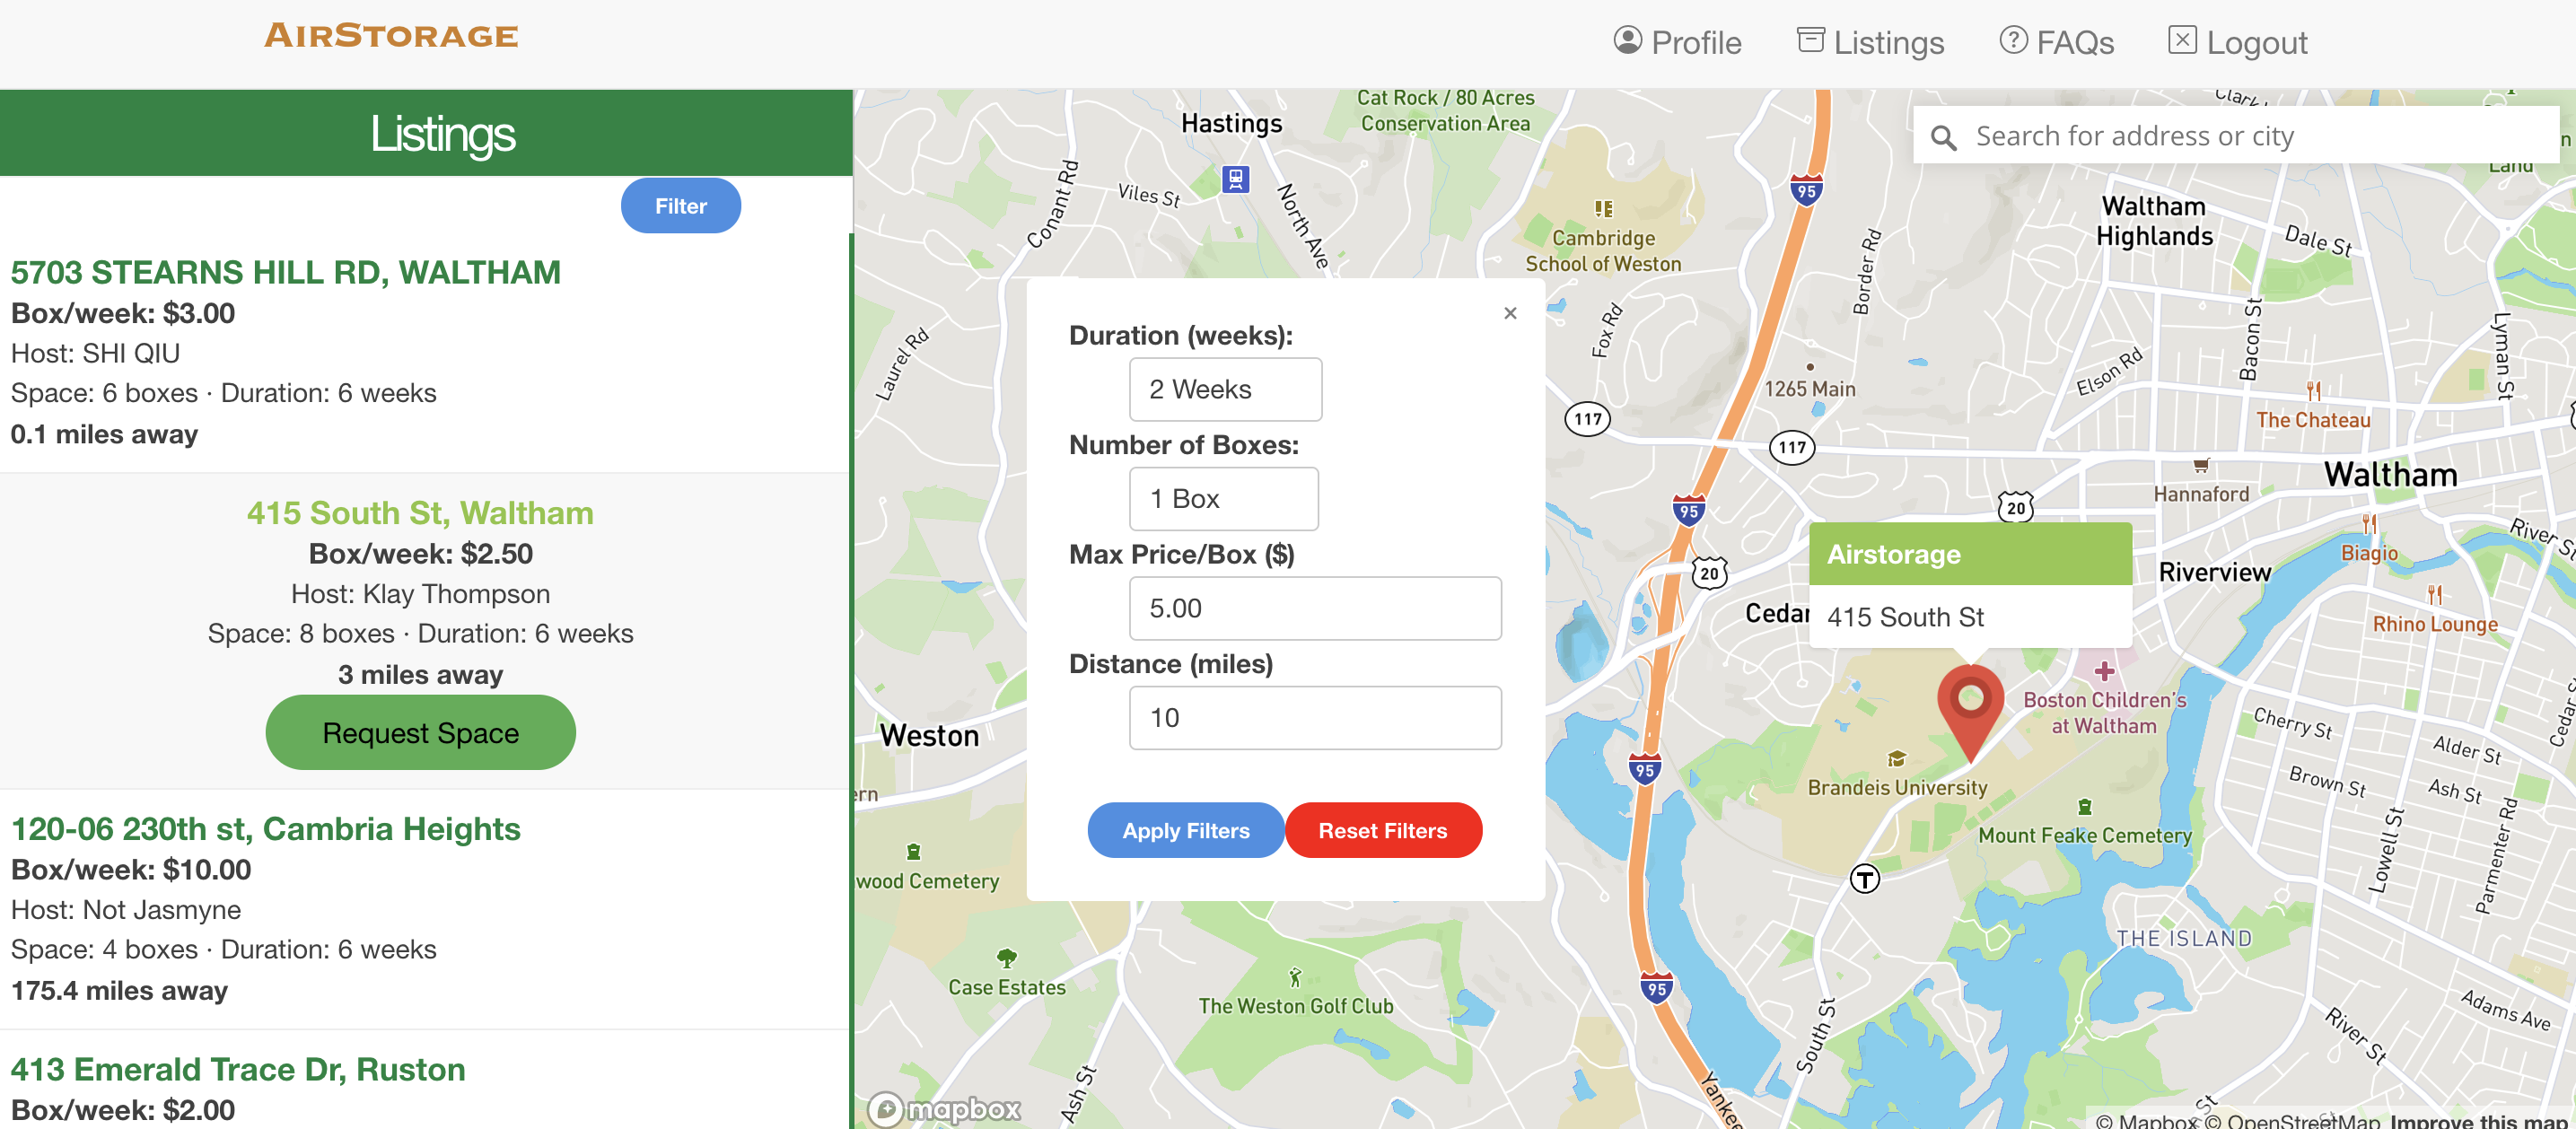 AIRSTORAGE
Profile
Listings
FAQs
Logout
Listings
Filter
5703 STEARNS HILL RD, WALTHAM
Box/week: $3.00
Host: SHI QIU
Space: 6 boxes · Duration: 6 weeks
0.1 miles away
415 South St, Waltham
Box/week: $2.50
Host: Klay Thompson
Space: 8 boxes · Duration: 6 weeks
3 miles away
Request Space
120-06 230th st, Cambria Heights
Box/week: $10.00
Host: Not Jasmyne
Space: 4 boxes · Duration: 6 weeks
175.4 miles away
413 Emerald Trace Dr, Ruston
Box/week: $2.00
×
Duration (weeks):
2 Weeks
Number of Boxes:
1 Box
Max Price/Box ($)
5.00
Distance (miles)
10
Apply Filters
Reset Filters
Search for address or city
Hastings
Cat Rock / 80 Acres
Conservation Area
Land
Conant Rd
Viles St
North Ave
95
Cambridge
School of Weston
Waltham
Highlands
Dale St
Border Rd
Fox Rd
Laurel Rd
1265 Main
Elson Rd
Bacon St
Lyman St
The Chateau
117
117
Waltham
Hannaford
95
20
20
River St
Biagio
Riverview
Rhino Lounge
Cedar
Airstorage
415 South St
Weston
Boston Children's
at Waltham
Cherry St
Alder St
Brown St
Ash St
95
Brandeis University
Mount Feake Cemetery
Lowell St
Parmenter Rd
T
wood Cemetery
ern
THE ISLAND
Case Estates
The Weston Golf Club
95
Adams Ave
River St
South St
Ash St
Yankee
mapbox
© Mapbox © OpenStreetMap Improve this map